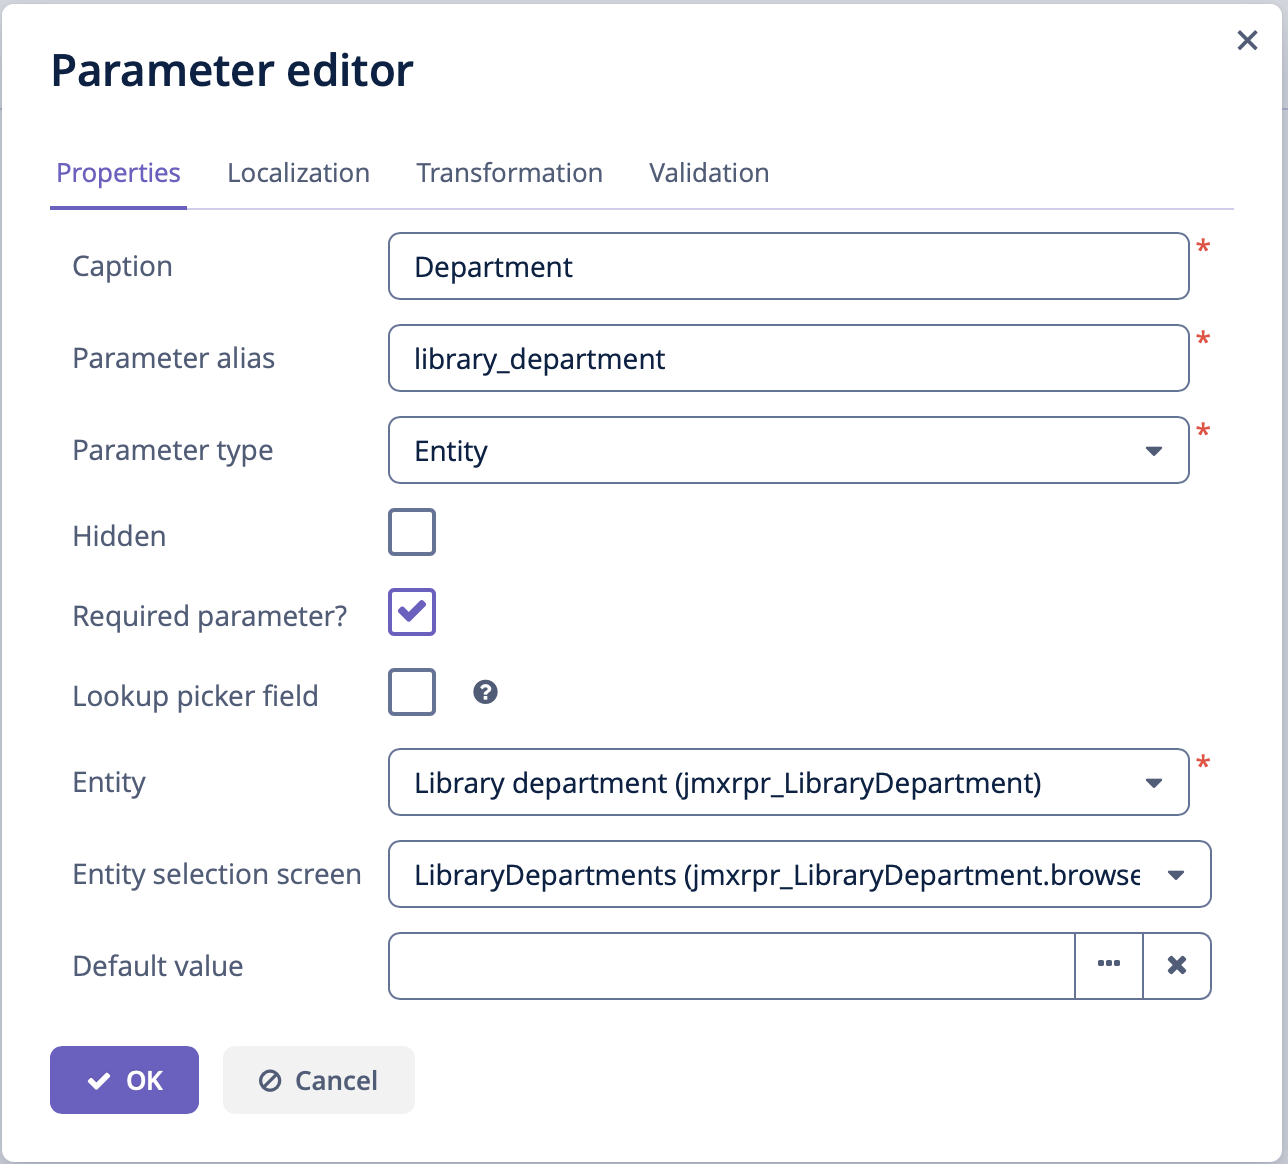 Parameter editor
Properties Localization Transformation Validation
Caption Department *
Parameter alias library_department *
Parameter type Entity *
Hidden
Required parameter?
Lookup picker field ?
Entity Library department (jmxrpr_LibraryDepartment) *
Entity selection screen LibraryDepartments (jmxrpr_LibraryDepartment.browse
Default value ...
OK Cancel